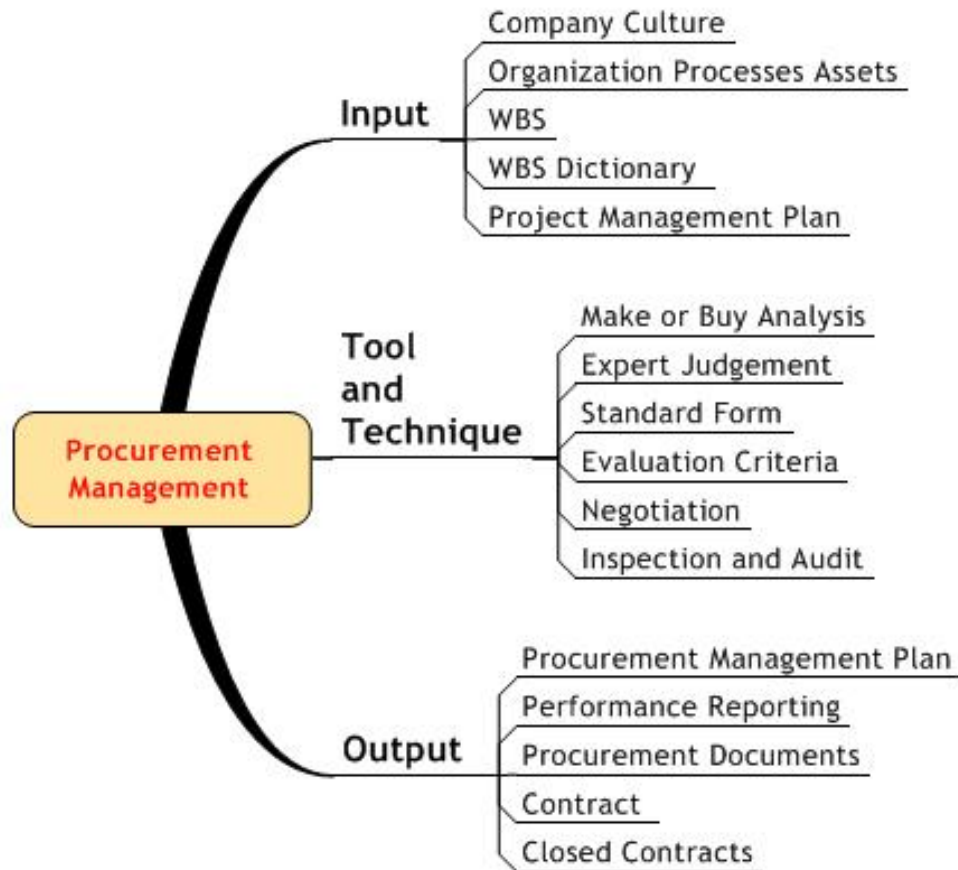 Procurement
Management
Input
Company Culture
Organization Processes Assets
WBS
WBS Dictionary
Project Management Plan
Tool
and
Technique
Make or Buy Analysis
Expert Judgement
Standard Form
Evaluation Criteria
Negotiation
Inspection and Audit
Output
Procurement Management Plan
Performance Reporting
Procurement Documents
Contract
Closed Contracts